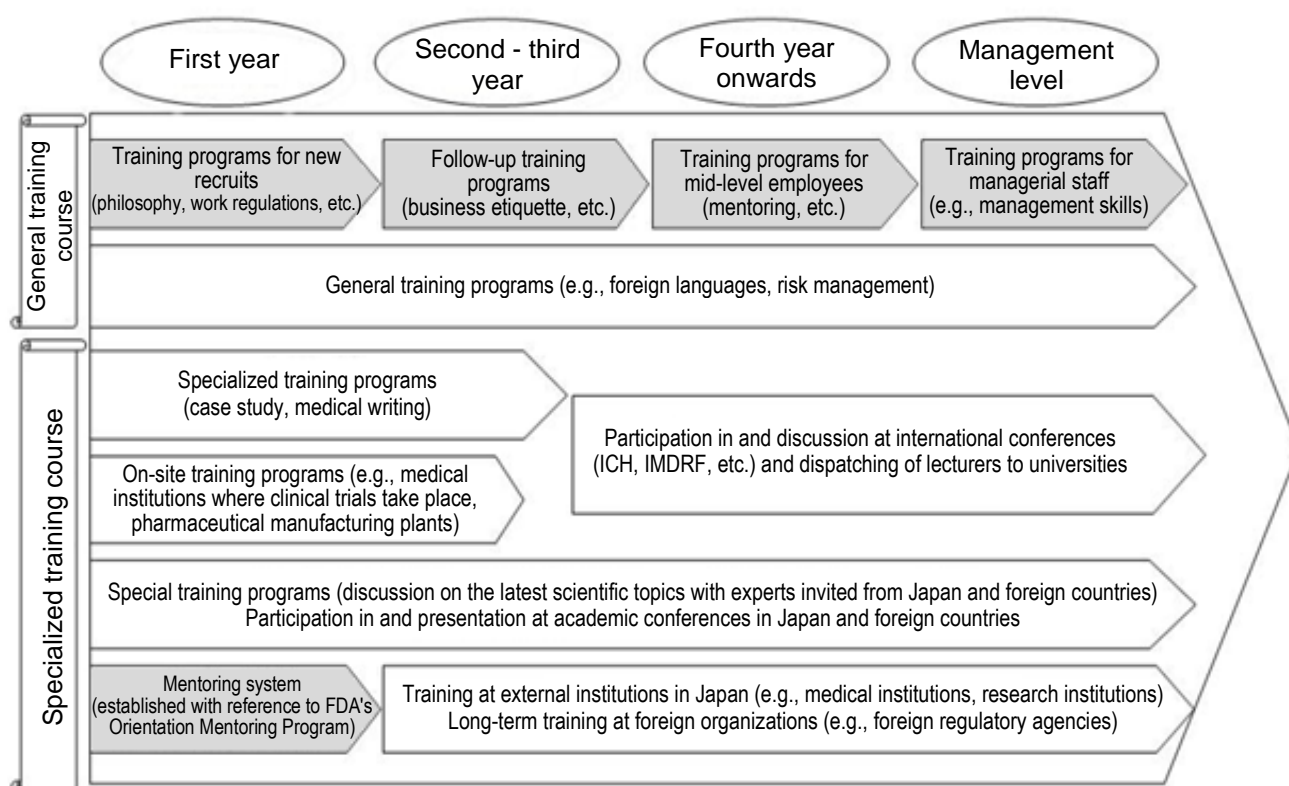 First year
Second - third
year
Fourth year
onwards
Management
level
General training
course
Training programs for new
recruits
(philosophy, work regulations, etc.)
Follow-up training
programs
(business etiquette, etc.)
Training programs for
mid-level employees
(mentoring, etc.)
Training programs for
managerial staff
(e.g., management skills)
General training programs (e.g., foreign languages, risk management)
Specialized training course
Specialized training programs
(case study, medical writing)
Participation in and discussion at international conferences
(ICH, IMDRF, etc.) and dispatching of lecturers to universities
On-site training programs (e.g., medical
institutions where clinical trials take place,
pharmaceutical manufacturing plants)
Special training programs (discussion on the latest scientific topics with experts invited from Japan and foreign countries)
Participation in and presentation at academic conferences in Japan and foreign countries
Mentoring system
(established with reference to FDA's
Orientation Mentoring Program)
Training at external institutions in Japan (e.g., medical institutions, research institutions)
Long-term training at foreign organizations (e.g., foreign regulatory agencies)